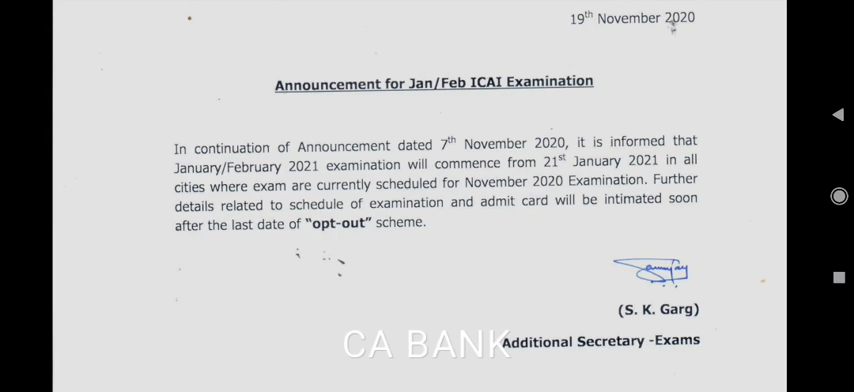 19th November 2020
Announcement for Jan/Feb ICAI Examination
In continuation of Announcement dated 7th November 2020, it is informed that
January/February 2021 examination will commence from 21st January 2021 in all
cities where exam are currently scheduled for November 2020 Examination. Further
details related to schedule of examination and admit card will be intimated soon
after the last date of "opt-out" scheme.
(S. K. Garg)
CA BANK
Additional Secretary -Exams